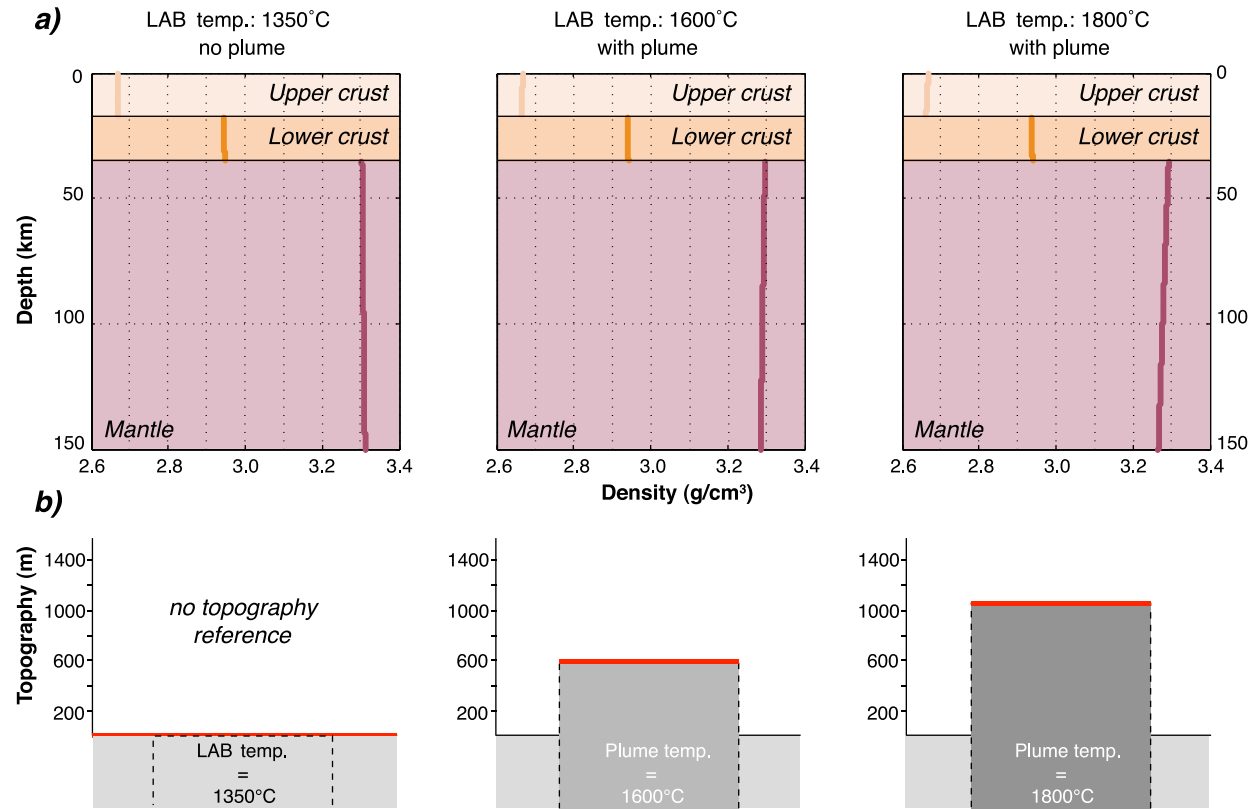 a)
LAB temp.: 1350°C
no plume
LAB temp.: 1600°C
with plume
LAB temp.: 1800°C
with plume
0
50
100
150
Depth (km)
Upper crust
Lower crust
Mantle
2.6
2.8
3.0
3.2
3.4
Upper crust
Lower crust
Mantle
2.6
2.8
3.0
3.2
3.4
Density (g/cm³)
Upper crust
Lower crust
Mantle
2.6
2.8
3.0
3.2
3.4
0
50
100
150
b)
Topography (m)
1400
1000
600
200
no topography
reference
LAB temp.
=
1350°C
1400
1000
600
200
Plume temp.
=
1600°C
1400
1000
600
200
Plume temp.
=
1800°C